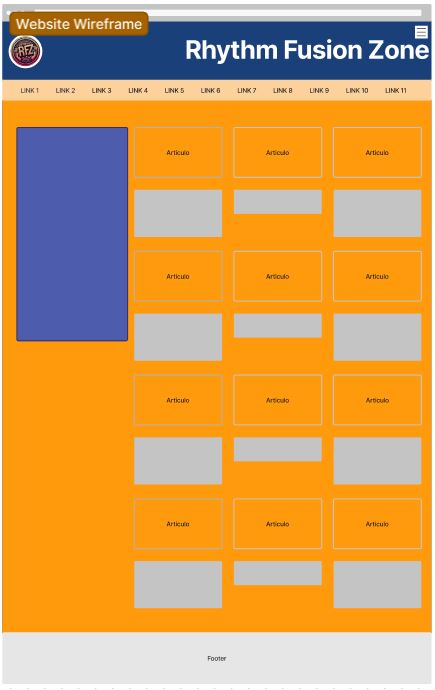 Website Wireframe
RFZ
Rhythm Fusion Zone
LINK 1 LINK 2 LINK 3 LINK 4 LINK 5 LINK 6 LINK 7 LINK 8 LINK 9 LINK 10 LINK 11
Articulo Articulo Articulo
Articulo Articulo Articulo
Articulo Articulo Articulo
Articulo Articulo Articulo
Footer